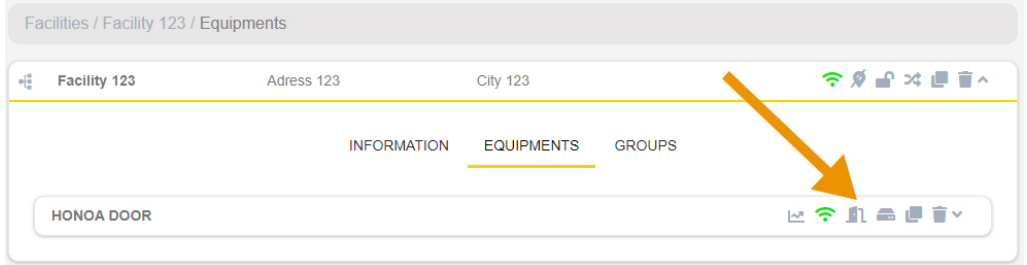 Facilities / Facility 123 / Equipments
Facility 123 Adress 123 City 123
INFORMATION EQUIPMENTS GROUPS
HONOA DOOR